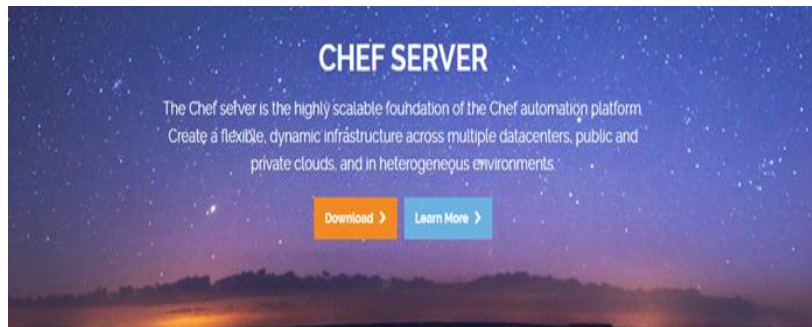 CHEF SERVER
The Chef server is the highly scalable foundation of the Chef automation platform.
Create a flexible, dynamic infrastructure across multiple datacenters, public and
private clouds, and in heterogeneous environments.
Download ❯
Learn More ❯